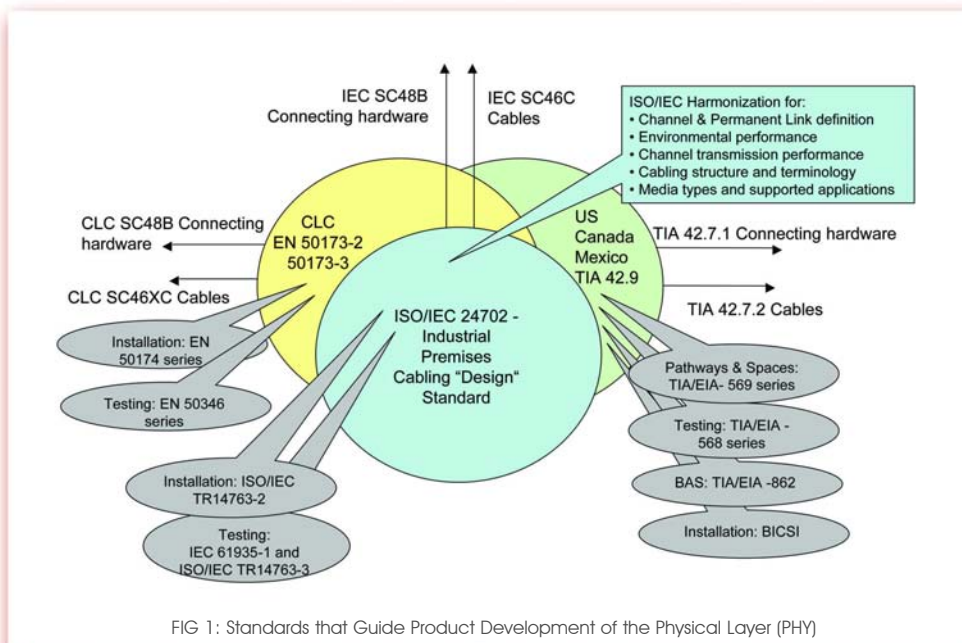 IEC SC48B
Connecting hardware
IEC SC46C
Cables
ISO/IEC Harmonization for:
• Channel & Permanent Link definition
• Environmental performance
• Channel transmission performance
• Cabling structure and terminology
• Media types and supported applications
CLC SC48B Connecting
hardware
CLC SC46XC Cables
CLC
EN 50173-2
50173-3
US
Canada
Mexico
TIA 42.9
TIA 42.7.1 Connecting hardware
TIA 42.7.2 Cables
ISO/IEC 24702 -
Industrial
Premises
Cabling "Design"
Standard
Installation: EN
50174 series
Testing: EN 50346
series
Installation: ISO/IEC
TR14763-2
Testing:
IEC 61935-1 and
ISO/IEC TR14763-3
Pathways & Spaces:
TIA/EIA- 569 series
Testing: TIA/EIA -
568 series
BAS: TIA/EIA -862
Installation: BICSI
FIG 1: Standards that Guide Product Development of the Physical Layer (PHY)